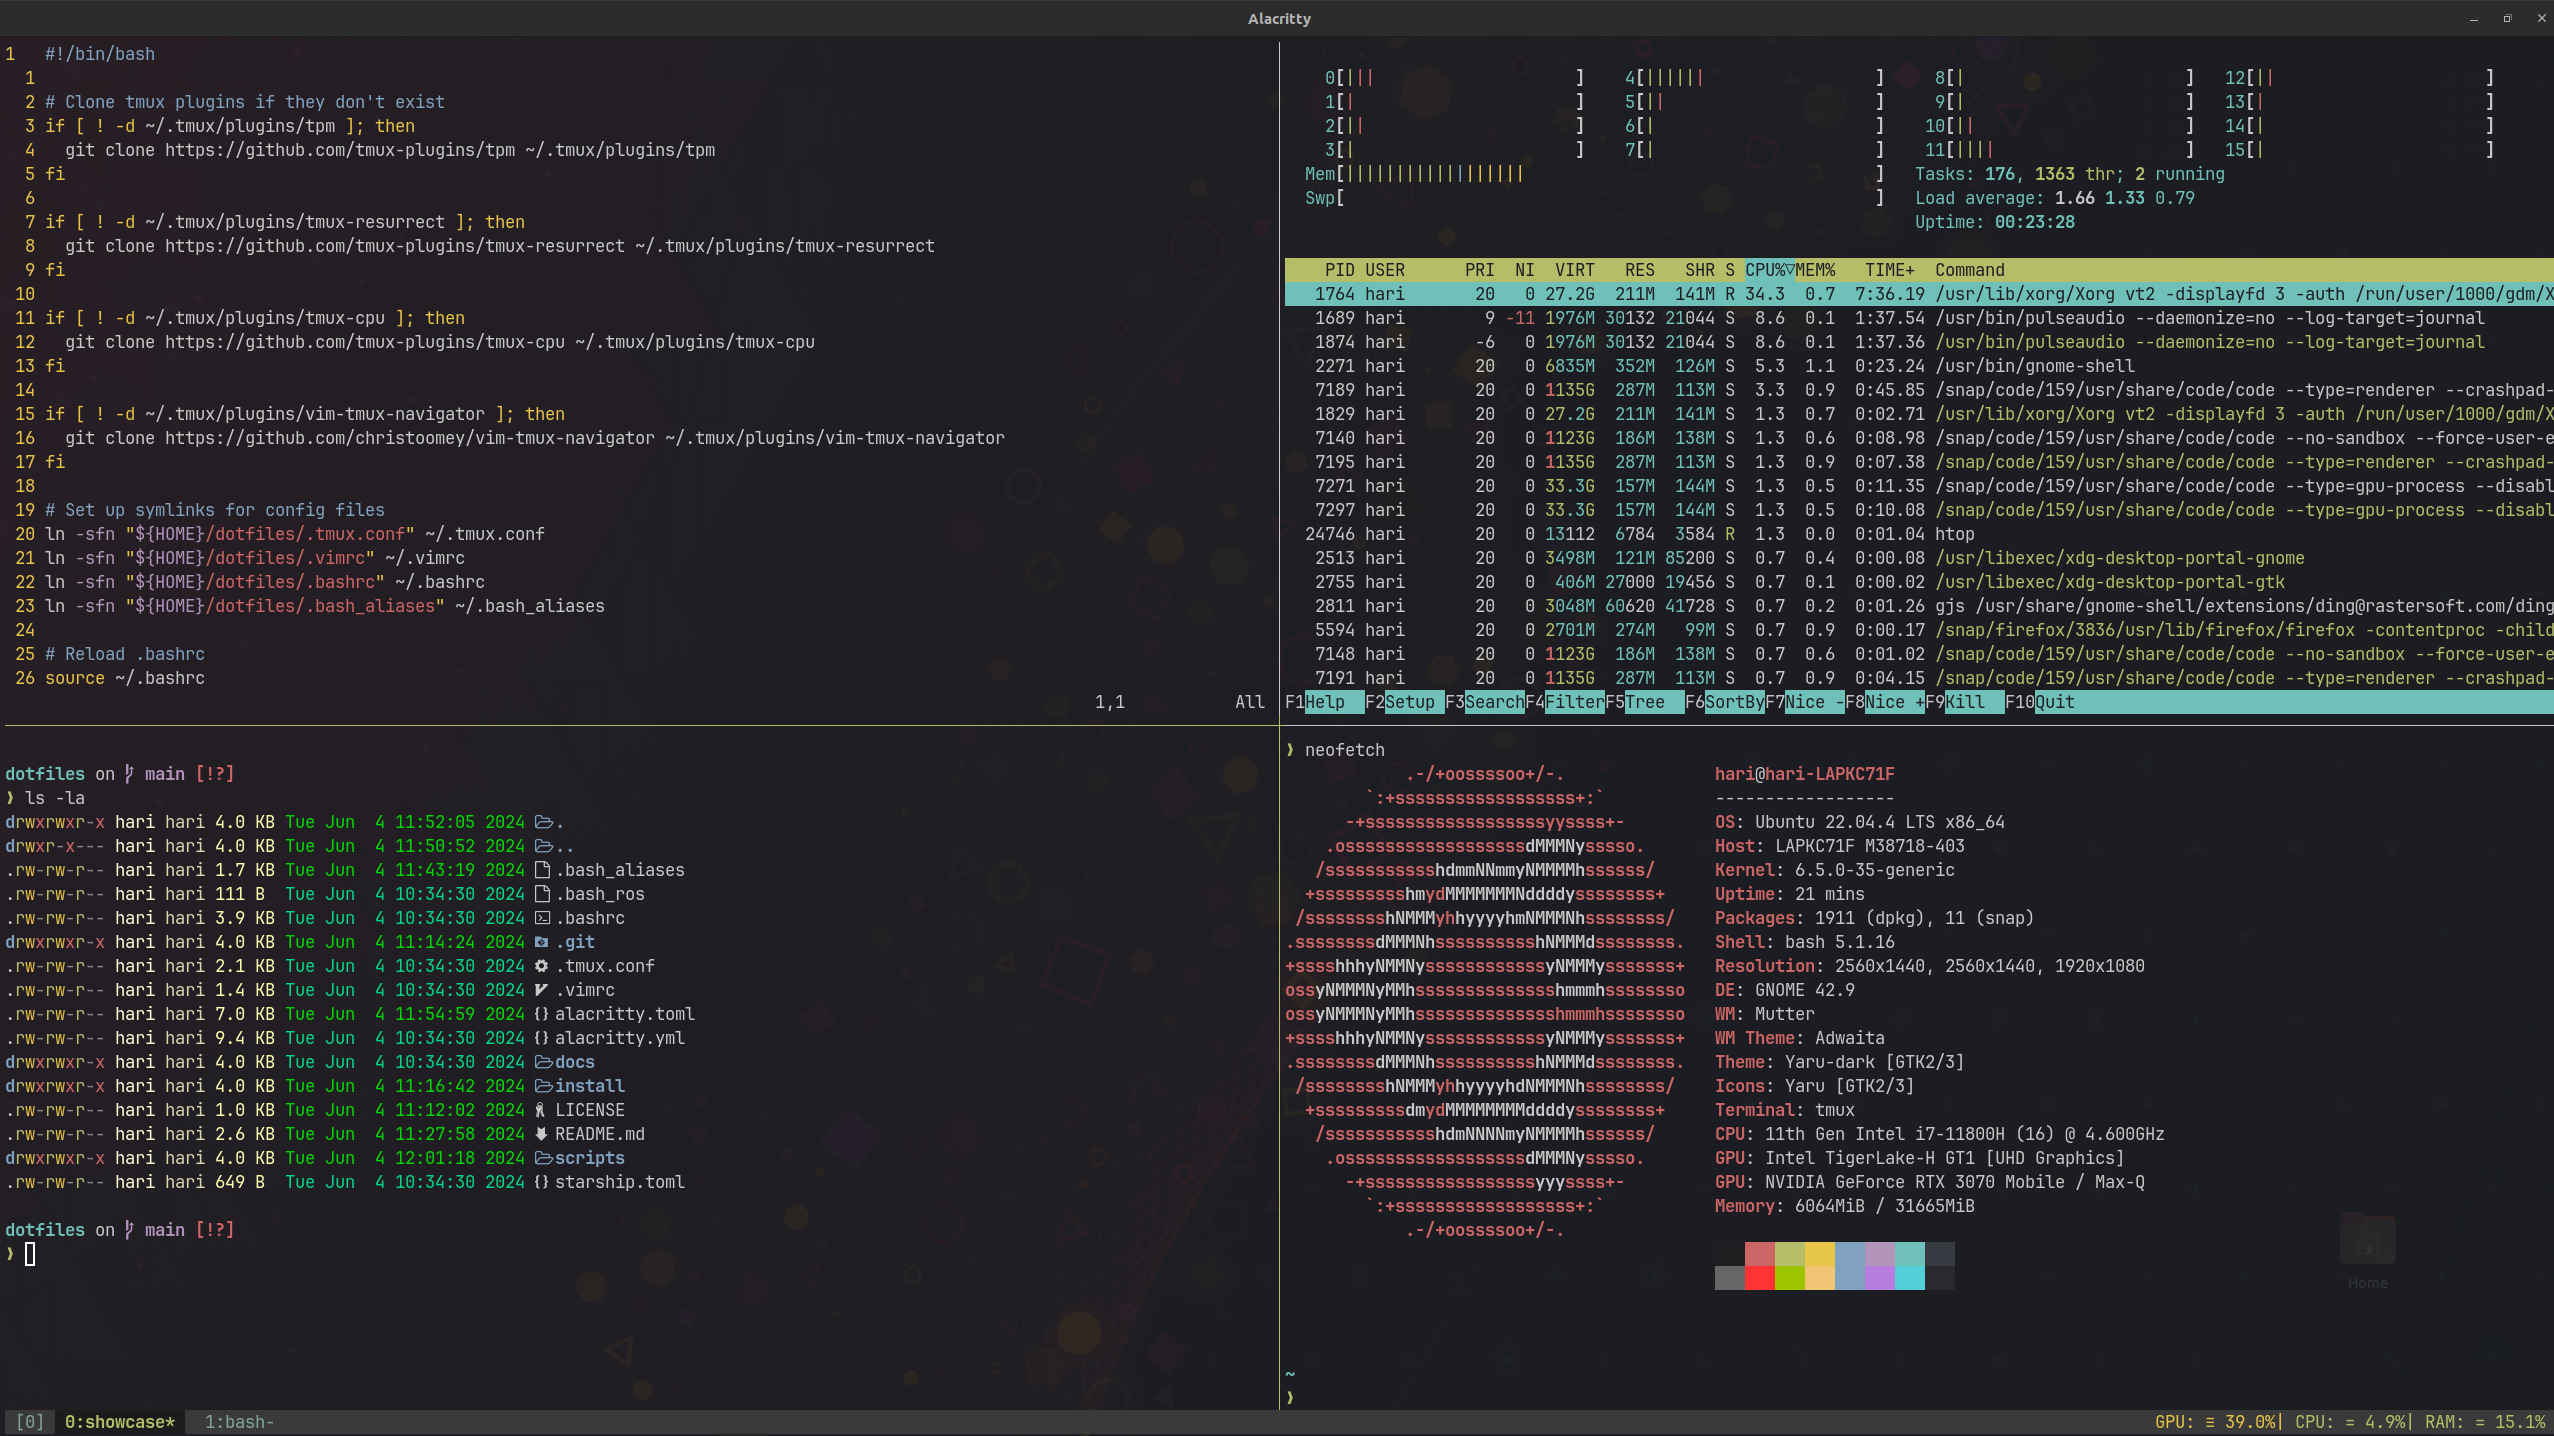 Alacritty
1   #!/bin/bash
  1
  2 # Clone tmux plugins if they don't exist
  3 if [ ! -d ~/.tmux/plugins/tpm ]; then
  4   git clone https://github.com/tmux-plugins/tpm ~/.tmux/plugins/tpm
  5 fi
  6
  7 if [ ! -d ~/.tmux/plugins/tmux-resurrect ]; then
  8   git clone https://github.com/tmux-plugins/tmux-resurrect ~/.tmux/plugins/tmux-resurrect
  9 fi
 10
 11 if [ ! -d ~/.tmux/plugins/tmux-cpu ]; then
 12   git clone https://github.com/tmux-plugins/tmux-cpu ~/.tmux/plugins/tmux-cpu
 13 fi
 14
 15 if [ ! -d ~/.tmux/plugins/vim-tmux-navigator ]; then
 16   git clone https://github.com/christoomey/vim-tmux-navigator ~/.tmux/plugins/vim-tmux-navigator
 17 fi
 18
 19 # Set up symlinks for config files
 20 ln -sfn "${HOME}/dotfiles/.tmux.conf" ~/.tmux.conf
 21 ln -sfn "${HOME}/dotfiles/.vimrc" ~/.vimrc
 22 ln -sfn "${HOME}/dotfiles/.bashrc" ~/.bashrc
 23 ln -sfn "${HOME}/dotfiles/.bash_aliases" ~/.bash_aliases
 24
 25 # Reload .bashrc
 26 source ~/.bashrc
1,1 All
0[||| ] 4[|||||| ] 8[| ] 12[|| ]
1[| ] 5[|| ] 9[| ] 13[| ]
2[|| ] 6[| ] 10[|| ] 14[| ]
3[| ] 7[| ] 11[|||| ] 15[| ]
Mem[|||||||||||||||||| ] Tasks: 176, 1363 thr; 2 running
Swp[ ] Load average: 1.66 1.33 0.79
Uptime: 00:23:28
PID USER PRI NI VIRT RES SHR S CPU%▽MEM% TIME+ Command
1764 hari 20 0 27.2G 211M 141M R 34.3 0.7 7:36.19 /usr/lib/xorg/Xorg vt2 -displayfd 3 -auth /run/user/1000/gdm/X
1689 hari 9 -11 1976M 30132 21044 S 8.6 0.1 1:37.54 /usr/bin/pulseaudio --daemonize=no --log-target=journal
1874 hari -6 0 1976M 30132 21044 S 8.6 0.1 1:37.36 /usr/bin/pulseaudio --daemonize=no --log-target=journal
2271 hari 20 0 6835M 352M 126M S 5.3 1.1 0:23.24 /usr/bin/gnome-shell
7189 hari 20 0 1135G 287M 113M S 3.3 0.9 0:45.85 /snap/code/159/usr/share/code/code --type=renderer --crashpad-
1829 hari 20 0 27.2G 211M 141M S 1.3 0.7 0:02.71 /usr/lib/xorg/Xorg vt2 -displayfd 3 -auth /run/user/1000/gdm/X
7140 hari 20 0 1123G 186M 138M S 1.3 0.6 0:08.98 /snap/code/159/usr/share/code/code --no-sandbox --force-user-e
7195 hari 20 0 1135G 287M 113M S 1.3 0.9 0:07.38 /snap/code/159/usr/share/code/code --type=renderer --crashpad-
7271 hari 20 0 33.3G 157M 144M S 1.3 0.5 0:11.35 /snap/code/159/usr/share/code/code --type=gpu-process --disabl
7297 hari 20 0 33.3G 157M 144M S 1.3 0.5 0:10.08 /snap/code/159/usr/share/code/code --type=gpu-process --disabl
24746 hari 20 0 13112 6784 3584 R 1.3 0.0 0:01.04 htop
2513 hari 20 0 3498M 121M 85200 S 0.7 0.4 0:00.08 /usr/libexec/xdg-desktop-portal-gnome
2755 hari 20 0 406M 27000 19456 S 0.7 0.1 0:00.02 /usr/libexec/xdg-desktop-portal-gtk
2811 hari 20 0 3048M 60620 41728 S 0.7 0.2 0:01.26 gjs /usr/share/gnome-shell/extensions/ding@rastersoft.com/ding
5594 hari 20 0 2701M 274M 99M S 0.7 0.9 0:00.17 /snap/firefox/3836/usr/lib/firefox/firefox -contentproc -child
7148 hari 20 0 1123G 186M 138M S 0.7 0.6 0:01.02 /snap/code/159/usr/share/code/code --no-sandbox --force-user-e
7191 hari 20 0 1135G 287M 113M S 0.7 0.9 0:04.15 /snap/code/159/usr/share/code/code --type=renderer --crashpad-
F1Help F2Setup F3SearchF4FilterF5Tree F6SortByF7Nice -F8Nice +F9Kill F10Quit
dotfiles on main [!?]
❯ ls -la
drwxrwxr-x hari hari 4.0 KB Tue Jun 4 11:52:05 2024 .
drwxr-x--- hari hari 4.0 KB Tue Jun 4 11:50:52 2024 ..
.rw-rw-r-- hari hari 1.7 KB Tue Jun 4 11:43:19 2024 .bash_aliases
.rw-rw-r-- hari hari 111 B Tue Jun 4 10:34:30 2024 .bash_ros
.rw-rw-r-- hari hari 3.9 KB Tue Jun 4 10:34:30 2024 .bashrc
drwxrwxr-x hari hari 4.0 KB Tue Jun 4 11:14:24 2024 .git
.rw-rw-r-- hari hari 2.1 KB Tue Jun 4 10:34:30 2024 .tmux.conf
.rw-rw-r-- hari hari 1.4 KB Tue Jun 4 10:34:30 2024 .vimrc
.rw-rw-r-- hari hari 7.0 KB Tue Jun 4 11:54:59 2024 {} alacritty.toml
.rw-rw-r-- hari hari 9.4 KB Tue Jun 4 10:34:30 2024 {} alacritty.yml
drwxrwxr-x hari hari 4.0 KB Tue Jun 4 10:34:30 2024 docs
drwxrwxr-x hari hari 4.0 KB Tue Jun 4 11:16:42 2024 install
.rw-rw-r-- hari hari 1.0 KB Tue Jun 4 11:12:02 2024 LICENSE
.rw-rw-r-- hari hari 2.6 KB Tue Jun 4 11:27:58 2024 README.md
drwxrwxr-x hari hari 4.0 KB Tue Jun 4 12:01:18 2024 scripts
.rw-rw-r-- hari hari 649 B Tue Jun 4 10:34:30 2024 {} starship.toml
dotfiles on main [!?]
❯
❯ neofetch
.-/+oossssoo+/-. hari@hari-LAPKC71F
`:+ssssssssssssssssss+:` ------------------
-+ssssssssssssssssssyyssss+- OS: Ubuntu 22.04.4 LTS x86_64
.ossssssssssssssssssdMMMNysssso. Host: LAPKC71F M38718-403
/ssssssssssshdmmNNmmyNMMMMhssssss/ Kernel: 6.5.0-35-generic
+ssssssssshmydMMMMMMMNddddyssssssss+ Uptime: 21 mins
/sssssssshNMMMyhhyyyyhmNMMMNhssssssss/ Packages: 1911 (dpkg), 11 (snap)
.ssssssssdMMMNhsssssssssshNMMMdssssssss. Shell: bash 5.1.16
+sssshhhyNMMNyssssssssssssyNMMMysssssss+ Resolution: 2560x1440, 2560x1440, 1920x1080
ossyNMMMNyMMhsssssssssssssshmmmhssssssso DE: GNOME 42.9
ossyNMMMNyMMhsssssssssssssshmmmhssssssso WM: Mutter
+sssshhhyNMMNyssssssssssssyNMMMysssssss+ WM Theme: Adwaita
.ssssssssdMMMNhsssssssssshNMMMdssssssss. Theme: Yaru-dark [GTK2/3]
/sssssssshNMMMyhhyyyyhdNMMMNhssssssss/ Icons: Yaru [GTK2/3]
+sssssssssdmydMMMMMMMMddddyssssssss+ Terminal: tmux
/ssssssssssshdmNNNNmyNMMMMhssssss/ CPU: 11th Gen Intel i7-11800H (16) @ 4.600GHz
.ossssssssssssssssssdMMMNysssso. GPU: Intel TigerLake-H GT1 [UHD Graphics]
-+sssssssssssssssssyyyssss+- GPU: NVIDIA GeForce RTX 3070 Mobile / Max-Q
`:+ssssssssssssssssss+:` Memory: 6064MiB / 31665MiB
.-/+oossssoo+/-.
Home
~
❯
[0] 0:showcase* 1:bash- GPU: ≡ 39.0%| CPU: = 4.9%| RAM: = 15.1%